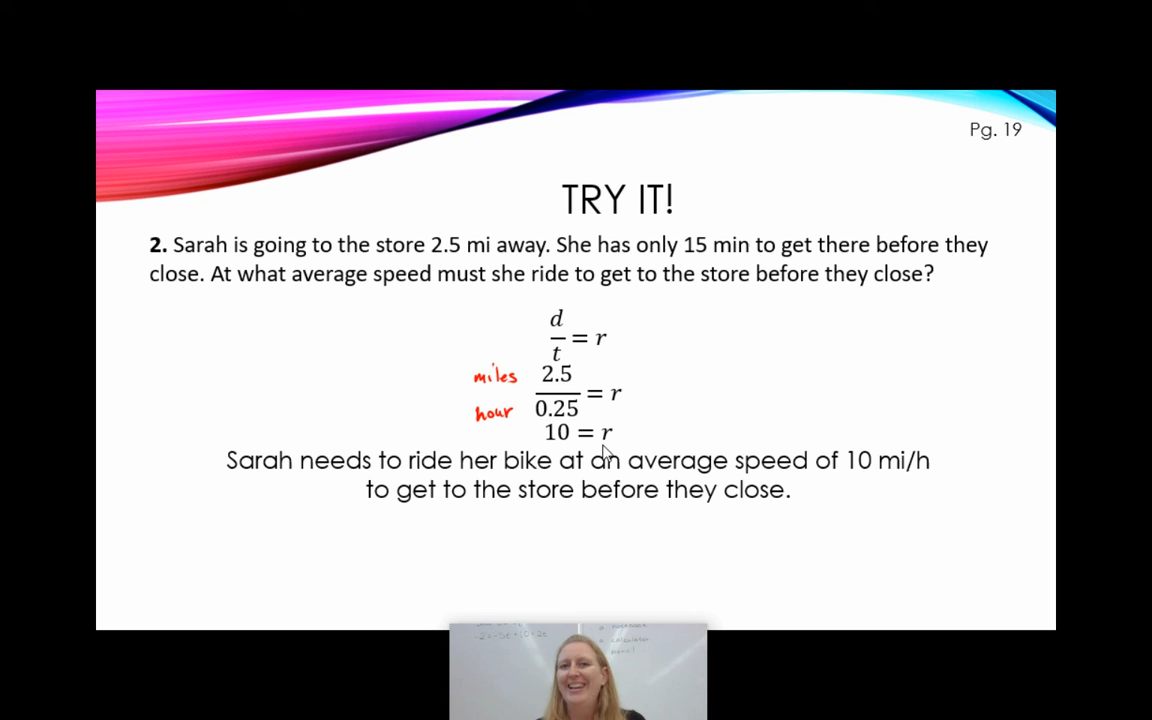 Pg. 19
TRY IT!
2. Sarah is going to the store 2.5 mi away. She has only 15 min to get there before they
close. At what average speed must she ride to get to the store before they close?
d
— = r
t
miles 2.5
— = r
hour 0.25
10 = r
Sarah needs to ride her bike at an average speed of 10 mi/h
to get to the store before they close.